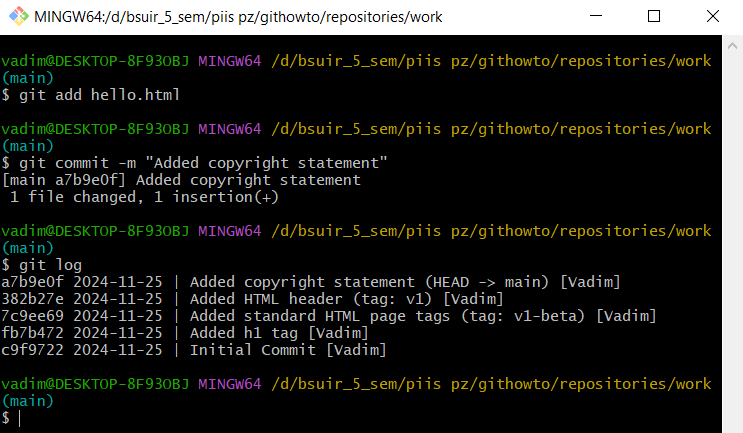 MINGW64:/d/bsuir_5_sem/piis pz/githowto/repositories/work
vadim@DESKTOP-8F93OBJ MINGW64 /d/bsuir_5_sem/piis pz/githowto/repositories/work
(main)
$ git add hello.html
vadim@DESKTOP-8F93OBJ MINGW64 /d/bsuir_5_sem/piis pz/githowto/repositories/work
(main)
$ git commit -m "Added copyright statement"
[main a7b9e0f] Added copyright statement
 1 file changed, 1 insertion(+)
vadim@DESKTOP-8F93OBJ MINGW64 /d/bsuir_5_sem/piis pz/githowto/repositories/work
(main)
$ git log
a7b9e0f 2024-11-25 | Added copyright statement (HEAD -> main) [Vadim]
382b27e 2024-11-25 | Added HTML header (tag: v1) [Vadim]
7c9ee69 2024-11-25 | Added standard HTML page tags (tag: v1-beta) [Vadim]
fb7b472 2024-11-25 | Added h1 tag [Vadim]
c9f9722 2024-11-25 | Initial Commit [Vadim]
vadim@DESKTOP-8F93OBJ MINGW64 /d/bsuir_5_sem/piis pz/githowto/repositories/work
(main)
$